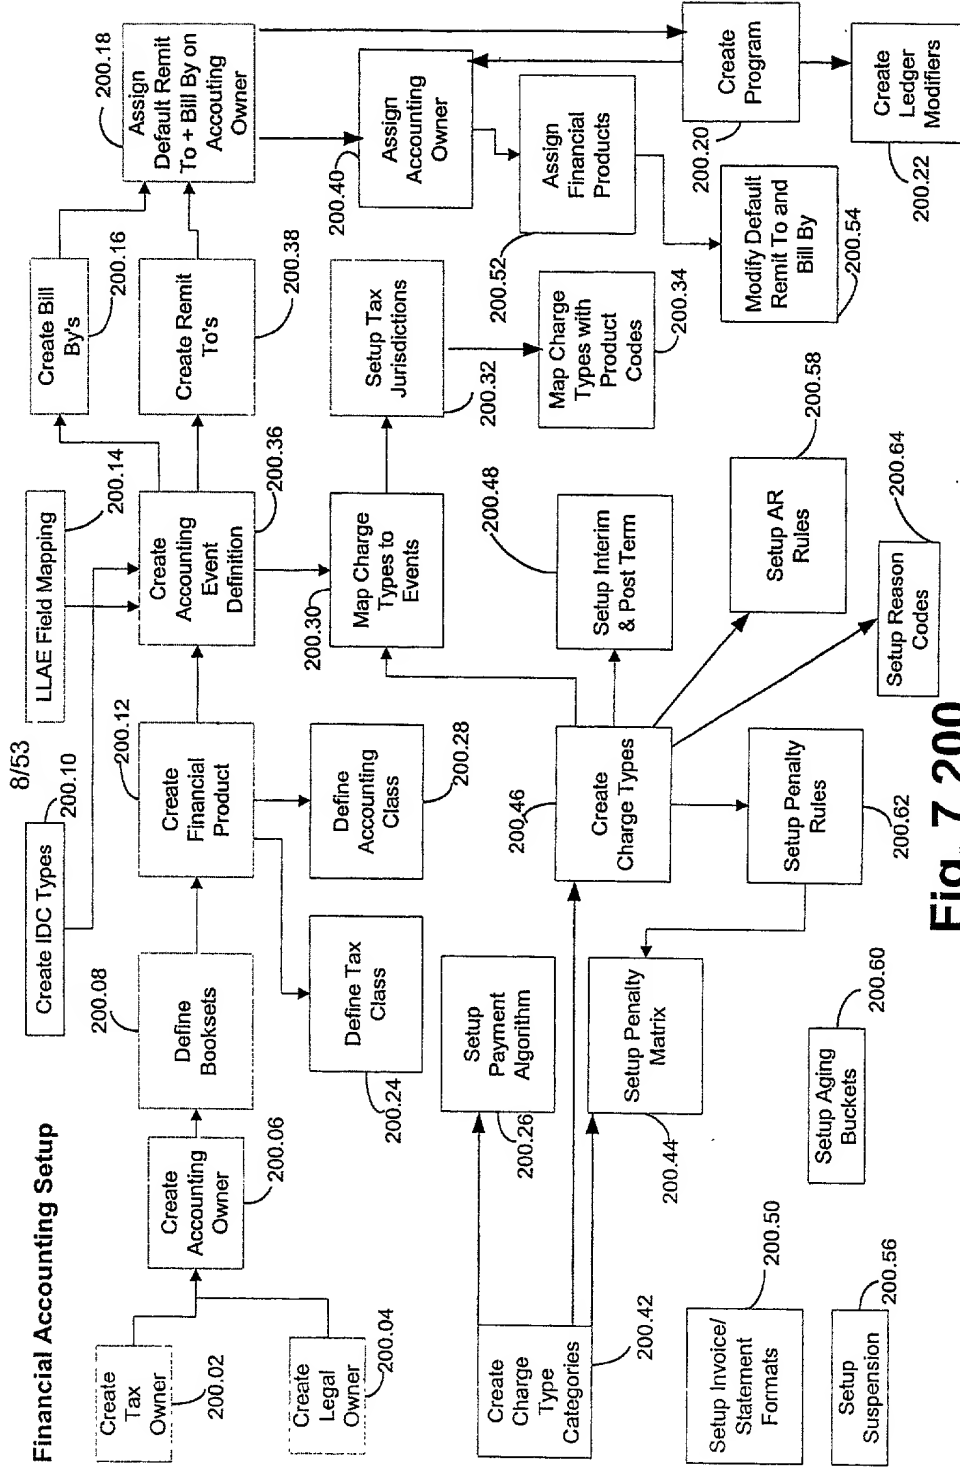 8/53
Financial Accounting Setup
Create
Tax
Owner
200.02
Create
Legal
Owner
200.04
Create
Accounting
Owner
200.06
Define
Booksets
200.08
Create IDC Types
200.10
Create
Financial
Product
200.12
LLAE Field Mapping
200.14
Create
Accounting
Event
Definition
200.36
Create Bill
By's
200.16
Create Remit
To's
200.38
Assign
Default Remit
To + Bill By on
Accouting
Owner
200.18
Define Tax
Class
200.24
Define
Accounting
Class
200.28
Map Charge
Types to
Events
200.30
Setup Tax
Jurisdictions
200.32
Map Charge
Types with
Product
Codes
200.34
Assign
Accounting
Owner
200.40
Assign
Financial
Products
200.52
Modify Default
Remit To and
Bill By
200.54
Create
Program
200.20
Create
Ledger
Modifiers
200.22
Create
Charge
Type
Categories
200.42
Setup
Payment
Algorithm
200.26
Setup Penalty
Matrix
200.44
Create
Charge Types
200.46
Setup Interim
& Post Term
200.48
Setup AR
Rules
200.58
Setup Reason
Codes
200.64
Setup Penalty
Rules
200.62
Setup Invoice/
Statement
Formats
200.50
Setup
Suspension
200.56
Setup Aging
Buckets
200.60
Fig. 7 200